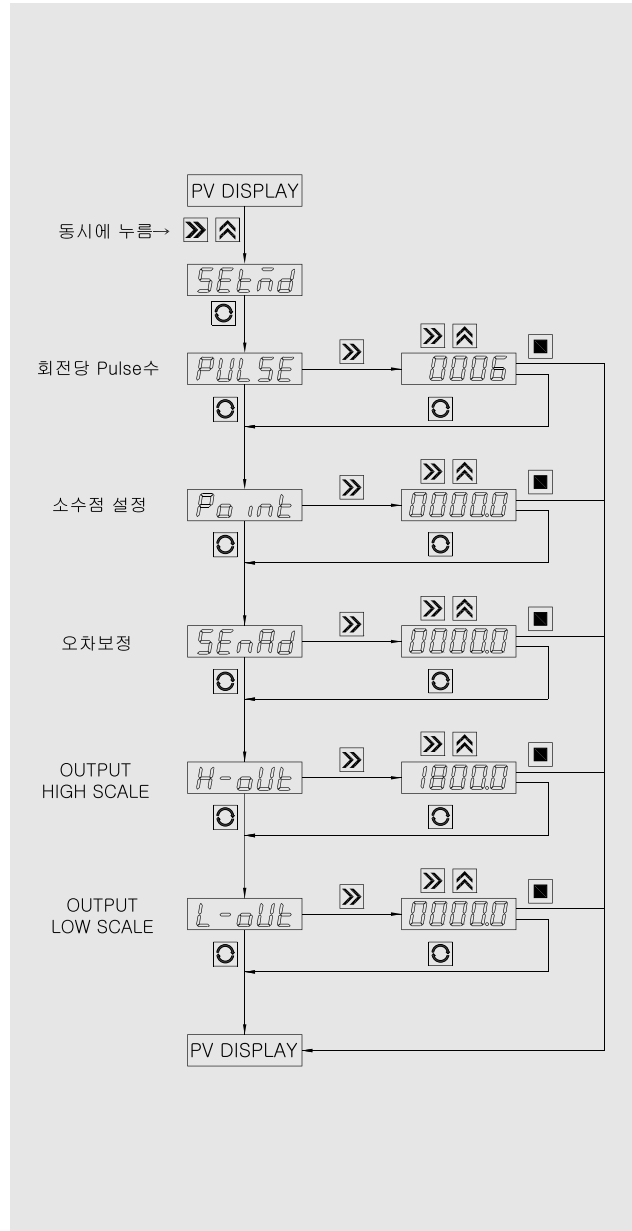 PV DISPLAY
동시에 누름→
SEtmd
회전당 Pulse수
PULSE
0006
소수점 설정
Point
0000.0
오차보정
SEnAd
0000.0
OUTPUT
HIGH SCALE
H-oUt
1800.0
OUTPUT
LOW SCALE
L-oUt
0000.0
PV DISPLAY